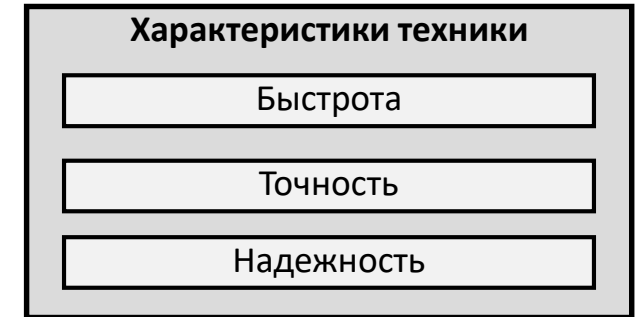 Характеристики техники
Быстрота
Точность
Надежность